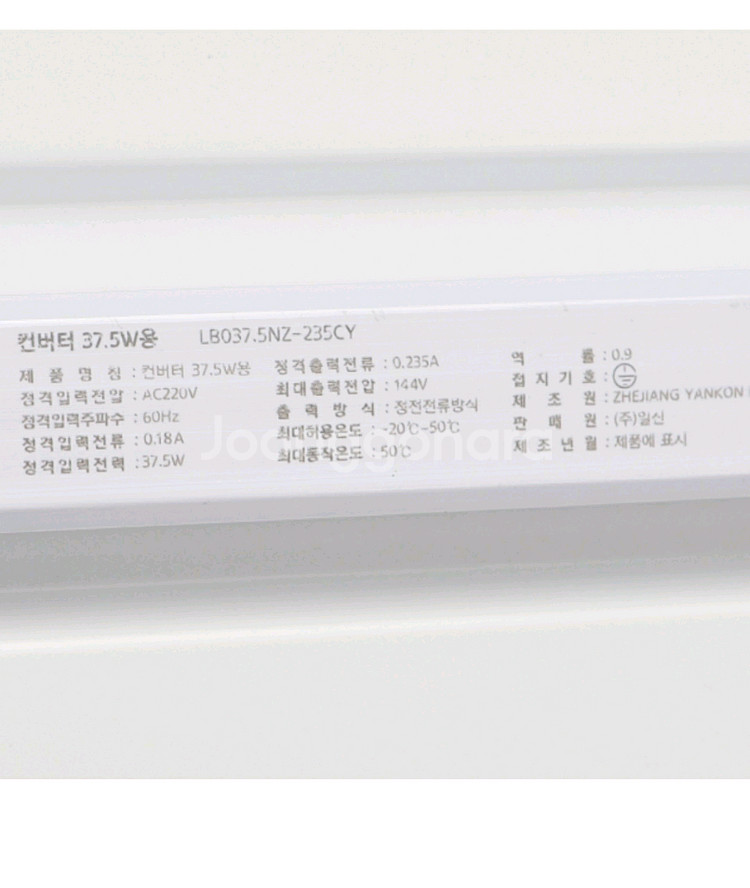 컨버터 37.5W용 LB037.5NZ-235CY
제 품 명 칭 : 컨버터 37.5W용
정격입력전압 : AC220V
정격입력주파수 : 60Hz
정격입력전류 : 0.18A
정격입력전력 : 37.5W
정격출력전류 : 0.235A
최대출력전압 : 144V
출 력 방 식 : 정전전류방식
최대허용온도 : -20℃-50℃
최대동작온도 : 50℃
역 률 : 0.9
접 지 기 호 :
제 조 원 : ZHEJIANG YANKON
판 매 원 : (주)일신
제 조 년 월 : 제품에 표시
Joonggonara